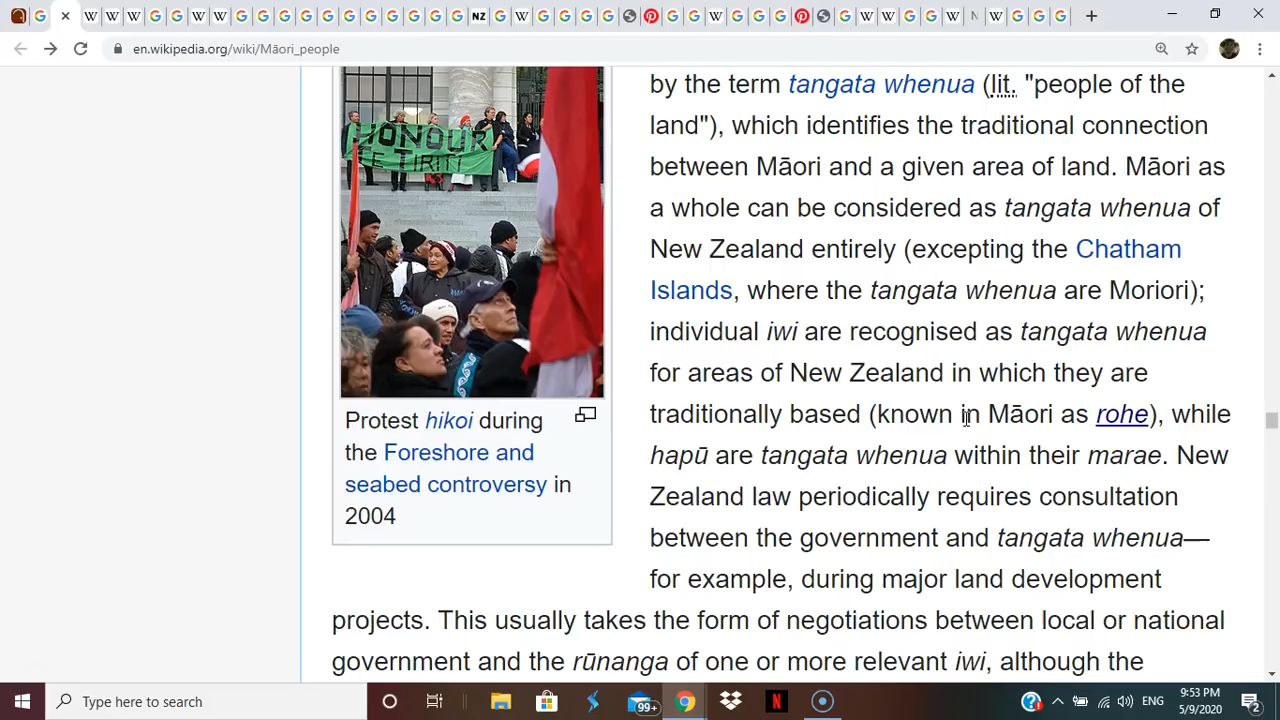 en.wikipedia.org/wiki/Māori_people
HONOUR
TE TIRITI
Protest hikoi during
the Foreshore and
seabed controversy in
2004
by the term tangata whenua (lit. "people of the
land"), which identifies the traditional connection
between Māori and a given area of land. Māori as
a whole can be considered as tangata whenua of
New Zealand entirely (excepting the Chatham
Islands, where the tangata whenua are Moriori);
individual iwi are recognised as tangata whenua
for areas of New Zealand in which they are
traditionally based (known in Māori as rohe), while
hapū are tangata whenua within their marae. New
Zealand law periodically requires consultation
between the government and tangata whenua—
for example, during major land development
projects. This usually takes the form of negotiations between local or national
government and the rūnanga of one or more relevant iwi, although the
Type here to search
99+
ENG
9:53 PM
5/9/2020
2